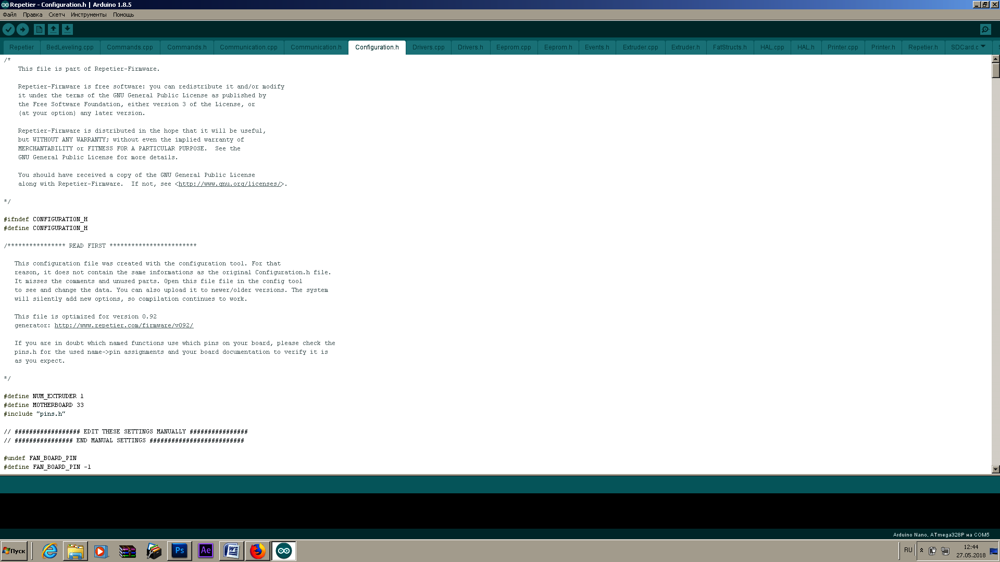 Repetier - Configuration.h | Arduino 1.8.5
Файл Правка Скетч Инструменты Помощь
Repetier BedLeveling.cpp Commands.cpp Commands.h Communication.cpp Communication.h Configuration.h Drivers.cpp Drivers.h Eeprom.cpp Eeprom.h Events.h Extruder.cpp Extruder.h FatStructs.h HAL.cpp HAL.h Printer.cpp Printer.h Repetier.h SDCard.c
/*
This file is part of Repetier-Firmware.
Repetier-Firmware is free software: you can redistribute it and/or modify
it under the terms of the GNU General Public License as published by
the Free Software Foundation, either version 3 of the License, or
(at your option) any later version.
Repetier-Firmware is distributed in the hope that it will be useful,
but WITHOUT ANY WARRANTY; without even the implied warranty of
MERCHANTABILITY or FITNESS FOR A PARTICULAR PURPOSE.  See the
GNU General Public License for more details.
You should have received a copy of the GNU General Public License
along with Repetier-Firmware.  If not, see <http://www.gnu.org/licenses/>.
*/
#ifndef CONFIGURATION_H
#define CONFIGURATION_H
/**************** READ FIRST ************************
This configuration file was created with the configuration tool. For that
reason, it does not contain the same informations as the original Configuration.h file.
It misses the comments and unused parts. Open this file file in the config tool
to see and change the data. You can also upload it to newer/older versions. The system
will silently add new options, so compilation continues to work.
This file is optimized for version 0.92
generator: http://www.repetier.com/firmware/v092/
If you are in doubt which named functions use which pins on your board, please check the
pins.h for the used name->pin assignments and your board documentation to verify it is
as you expect.
*/
#define NUM_EXTRUDER 1
#define MOTHERBOARD 33
#include "pins.h"
// ################## EDIT THESE SETTINGS MANUALLY ################
// ################ END MANUAL SETTINGS ##########################
#undef FAN_BOARD_PIN
#define FAN_BOARD_PIN -1
Arduino Nano, ATmega328P на COM5
Пуск Ps Ae RU 12:44
27.05.2018